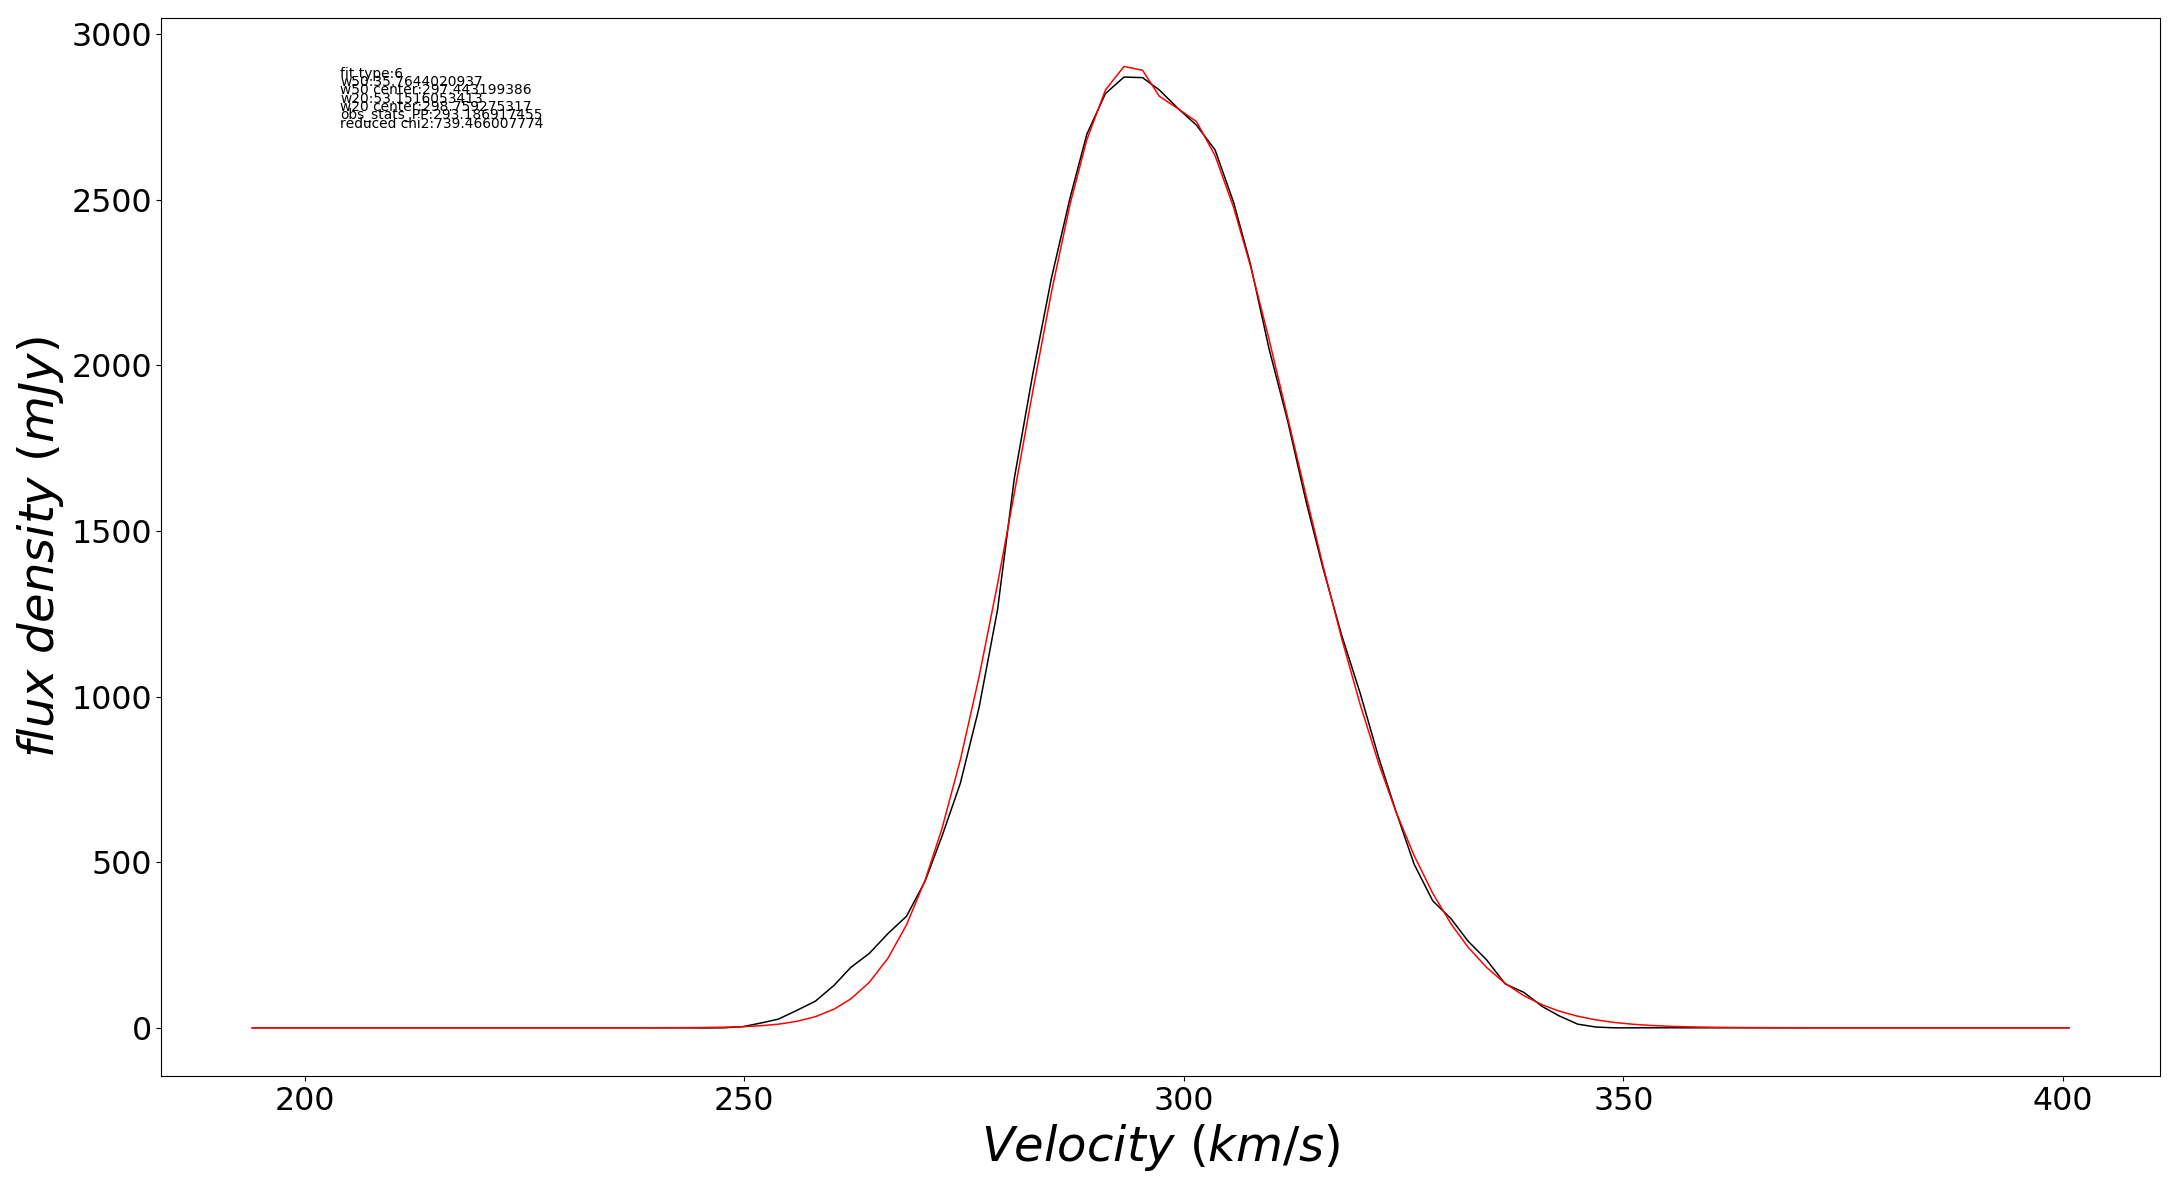 3000
2500
2000
1500
1000
500
0
fit type:6
w50:35.7644020937
w50 center:297.443199386
w20:53.1516053413
w20 center:298.759275317
obs_stats_PF:293.186917455
reduced chi2:739.466007774
flux density (mJy)
200 250 300 350 400
Velocity (km/s)